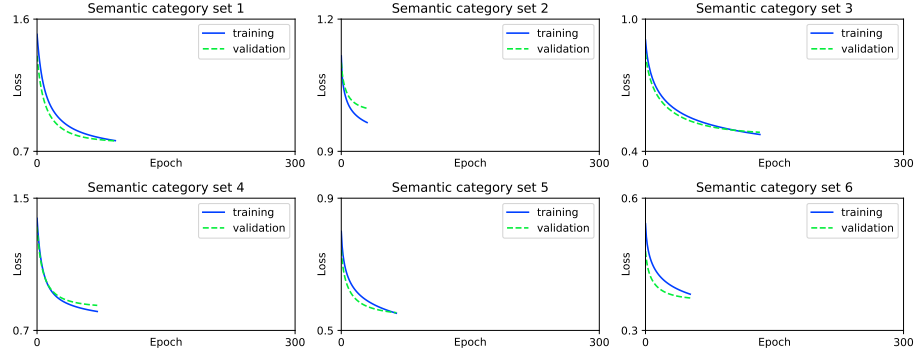 Semantic category set 1
1.6
training
validation
Loss
0.7
0
Epoch
300
Semantic category set 2
1.2
training
validation
Loss
0.9
0
Epoch
300
Semantic category set 3
1.0
training
validation
Loss
0.4
0
Epoch
300
Semantic category set 4
1.5
training
validation
Loss
0.7
0
Epoch
300
Semantic category set 5
0.9
training
validation
Loss
0.5
0
Epoch
300
Semantic category set 6
0.6
training
validation
Loss
0.3
0
Epoch
300